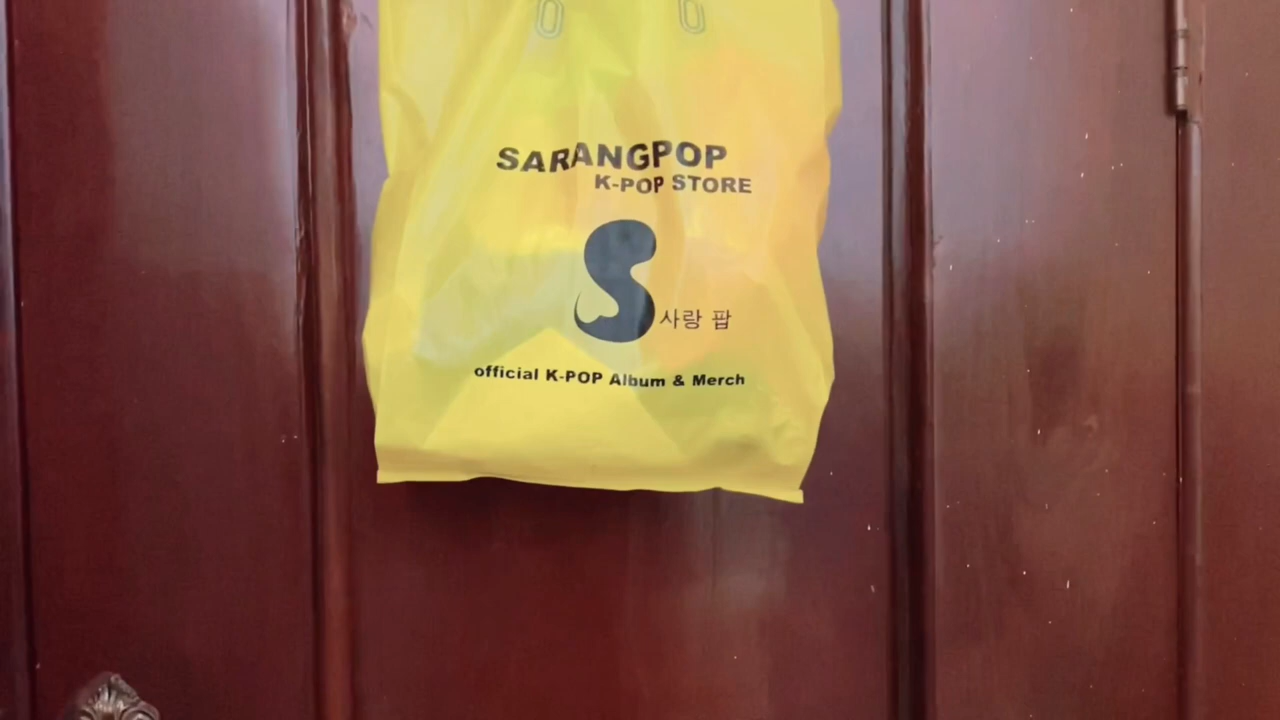 SARANGPOP
K-POP STORE
S
사랑 팝
official K-POP Album & Merch